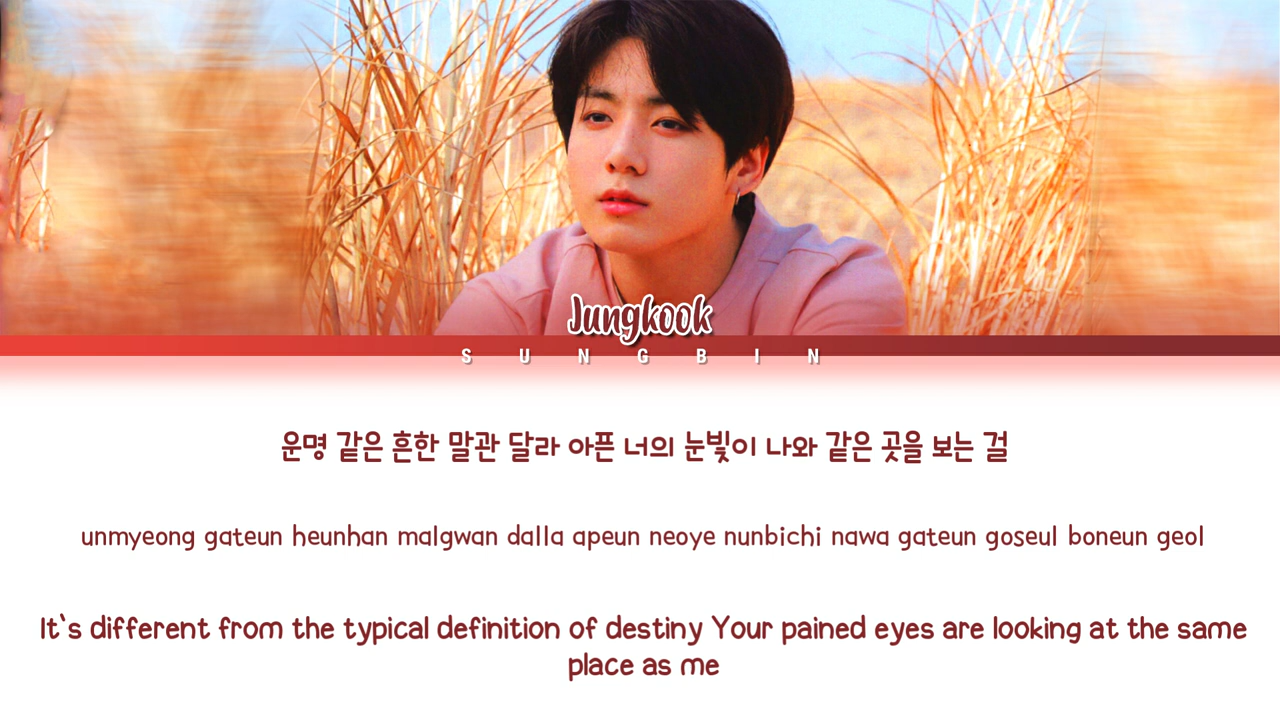 Jungkook
SUNGBIN
운명 같은 흔한 말관 달라 아픈 너의 눈빛이 나와 같은 곳을 보는 걸
unmyeong gateun heunhan malgwan dalla apeun neoye nunbichi nawa gateun goseul boneun geol
It`s different from the typical definition of destiny Your pained eyes are looking at the same
place as me